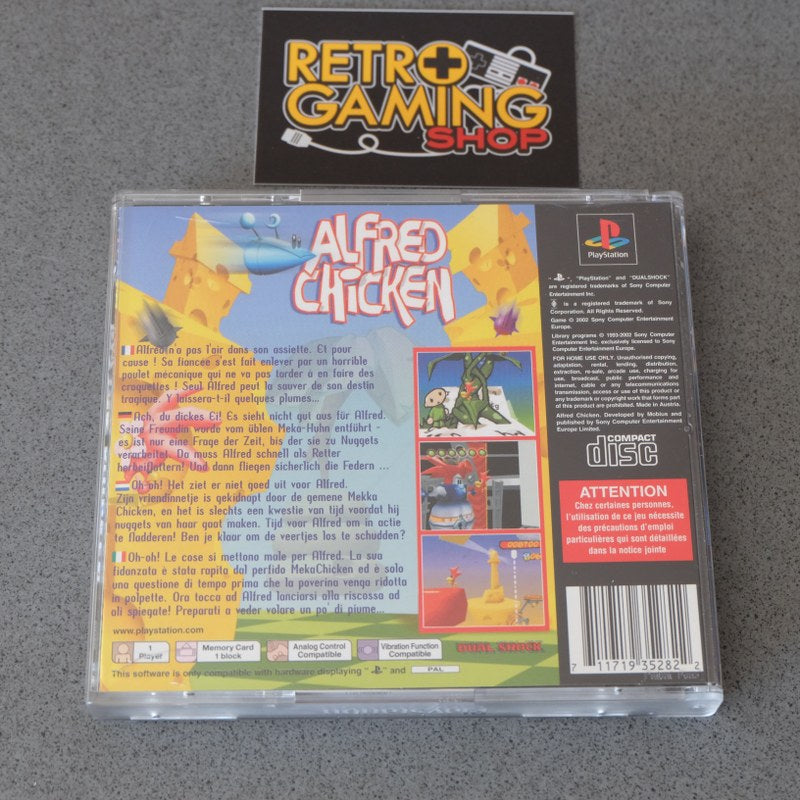 RETRO
GAMING
SHOP
ALFRED
CHICKEN
Alfred n'a pas l'air dans son assiette. Et pour
cause ! Sa fiancée s'est fait enlever par un horrible
poulet mécanique qui ne va pas tarder à en faire des
croquettes ! Seul Alfred peut la sauver de son destin
tragique. Y laissera-t-il quelques plumes...
Ach, du dickes Ei! Es sieht nicht gut aus für Alfred.
Seine Freundin wurde vom üblen Meka-Huhn entführt -
es ist nur eine Frage der Zeit, bis der sie zu Nuggets
verarbeitet. Da muss Alfred schnell als Retter
herbeiflattern! Und dann fliegen sicherlich die Federn ...
Oh-oh! Het ziet er niet goed uit voor Alfred.
Zijn vriendinnetje is gekidnapt door de gemene Mekka
Chicken, en het is slechts een kwestie van tijd voordat hij
nuggets van haar gaat maken. Tijd voor Alfred om in actie
te fladderen! Ben je klaar om de veertjes los te schudden?
Oh-oh! Le cose si mettono male per Alfred. La sua
fidanzata è stata rapita dal perfido MekaChicken ed è solo
una questione di tempo prima che la poverina venga ridotta
in polpette. Ora tocca ad Alfred lanciarsi alla riscossa ad
ali spiegate! Preparati a veder volare un po' di piume...
www.playstation.com
1
Player
Memory Card
1 block
Analog Control
Compatible
Vibration Function
Compatible
DUAL SHOCK
This software is only compatible with hardware displaying " " and PAL
PlayStation
" ", "PlayStation" and "DUALSHOCK"
are registered trademarks of Sony Computer
Entertainment Inc.
is a registered trademark of Sony
Corporation. All Rights Reserved.
Game © 2002 Sony Computer Entertainment
Europe.
Library programs © 1993-2002 Sony Computer
Entertainment Inc. exclusively licensed to Sony
Computer Entertainment Europe.
FOR HOME USE ONLY. Unauthorised copying,
adaptation, rental, lending, distribution,
extraction, re-sale, arcade use, charging for
use, broadcast, public performance and
internet, cable or any telecommunications
transmission, access or use of this product or
any trademark or copyright work that forms part
of this product are prohibited. Made in Austria.
Alfred Chicken. Developed by Mobius and
published by Sony Computer Entertainment
Europe Limited.
COMPACT
disc
ATTENTION
Chez certaines personnes,
l'utilisation de ce jeu nécessite
des précautions d'emploi
particulières qui sont détaillées
dans la notice jointe
7 11719 35282 2